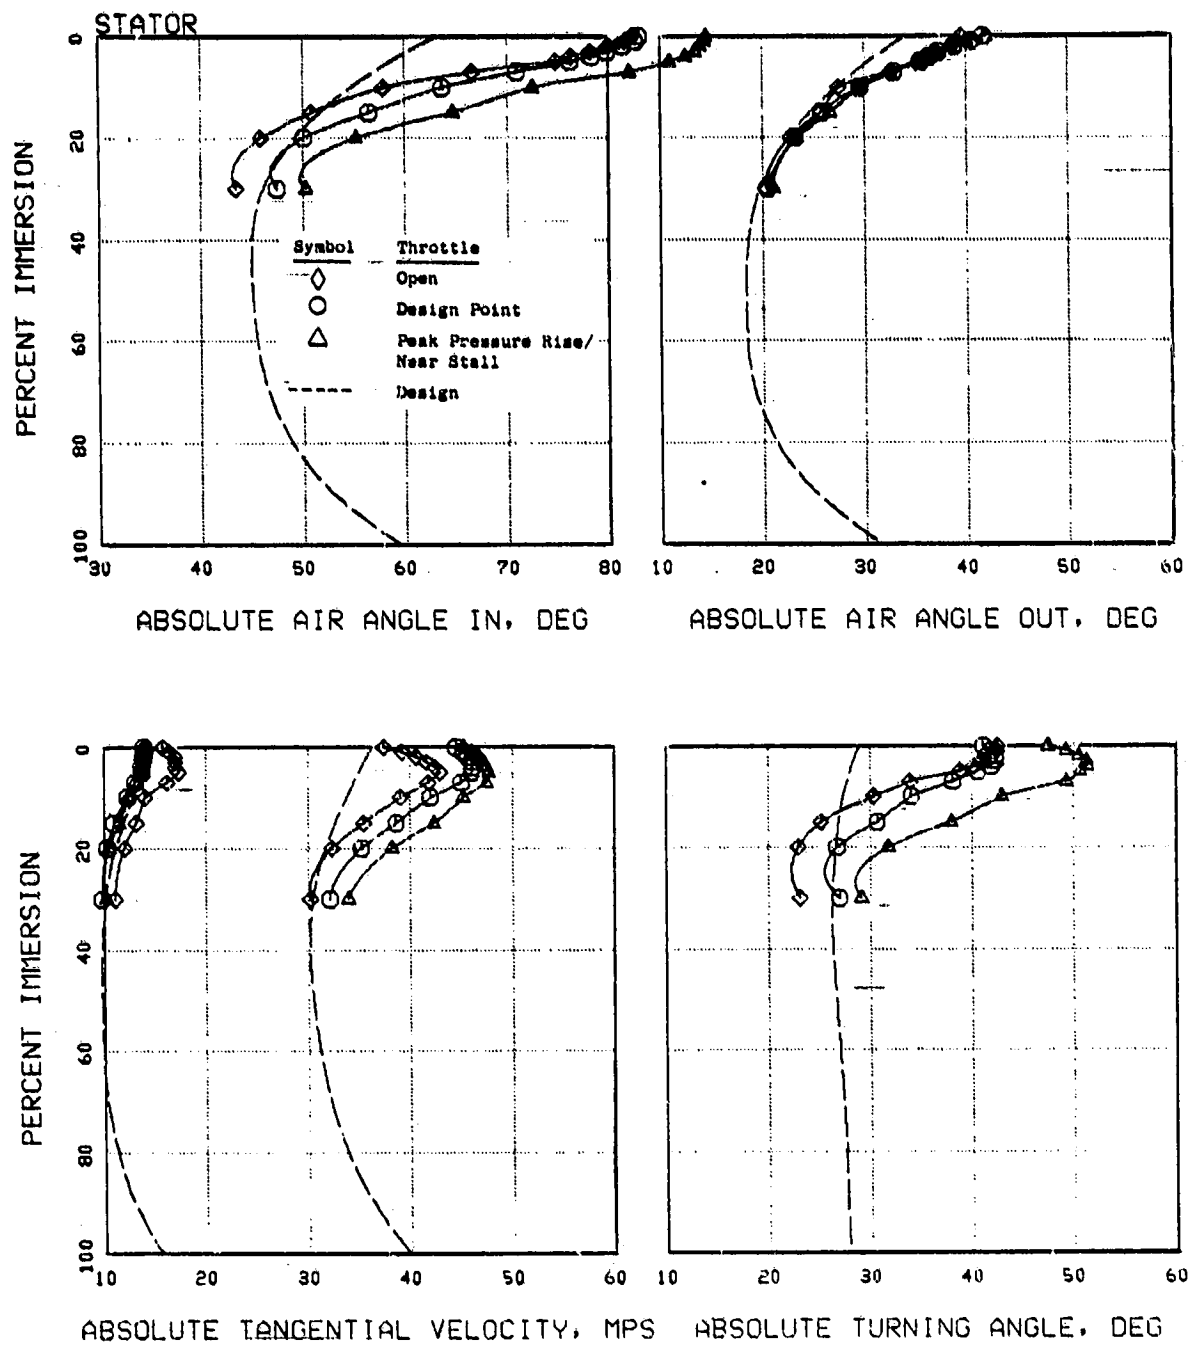 STATOR
PERCENT IMMERSION
0
20
40
60
80
100
Symbol Throttle
Open
Design Point
Peak Pressure Rise/
Near Stall
Design
30 40 50 60 70 80
ABSOLUTE AIR ANGLE IN, DEG
10 20 30 40 50 60
ABSOLUTE AIR ANGLE OUT, DEG
PERCENT IMMERSION
0
20
40
60
80
100
10 20 30 40 50 60
ABSOLUTE TANGENTIAL VELOCITY, MPS
20 30 40 50 60
ABSOLUTE TURNING ANGLE, DEG